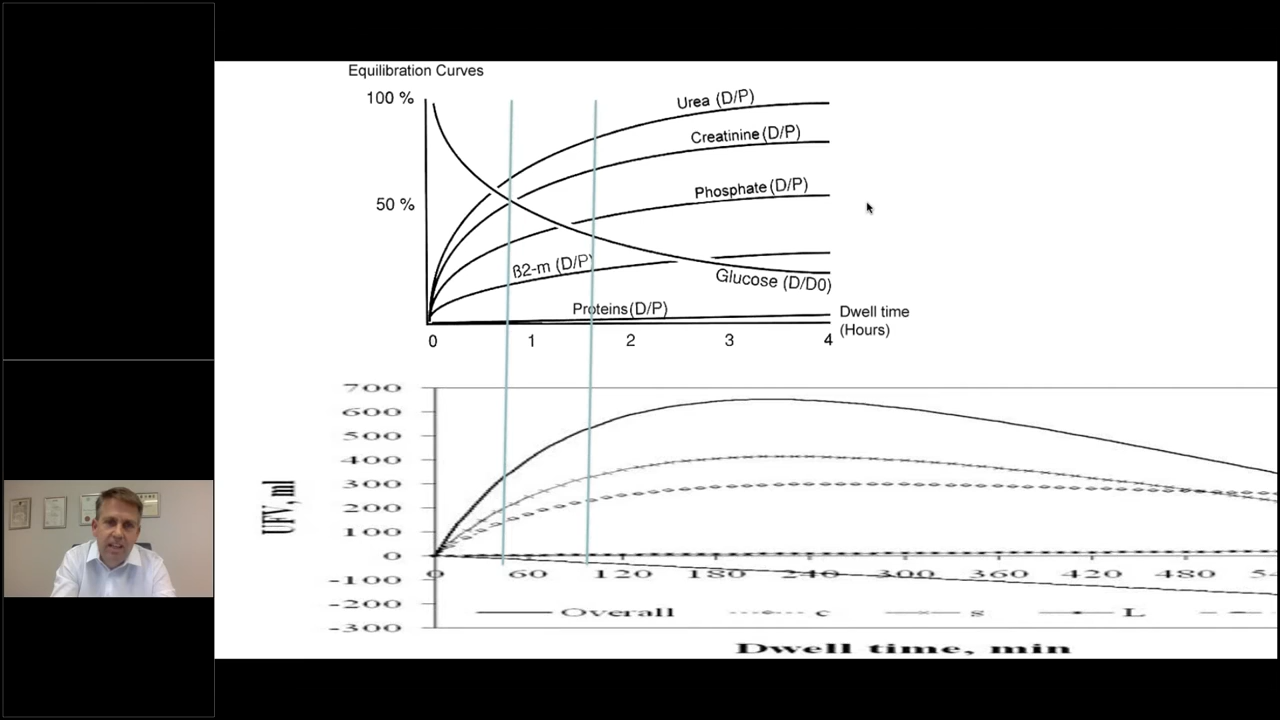 Equilibration Curves
100 %
Urea (D/P)
Creatinine (D/P)
Phosphate (D/P)
50 %
ß2-m (D/P)
Glucose (D/D0)
Proteins (D/P)
Dwell time
(Hours)
0 1 2 3 4
700
600
500
400
300
200
100
0
-100
-200
-300
UFV, ml
0 60 120 180 240 300 360 420 480
Overall c s L
Dwell time, min